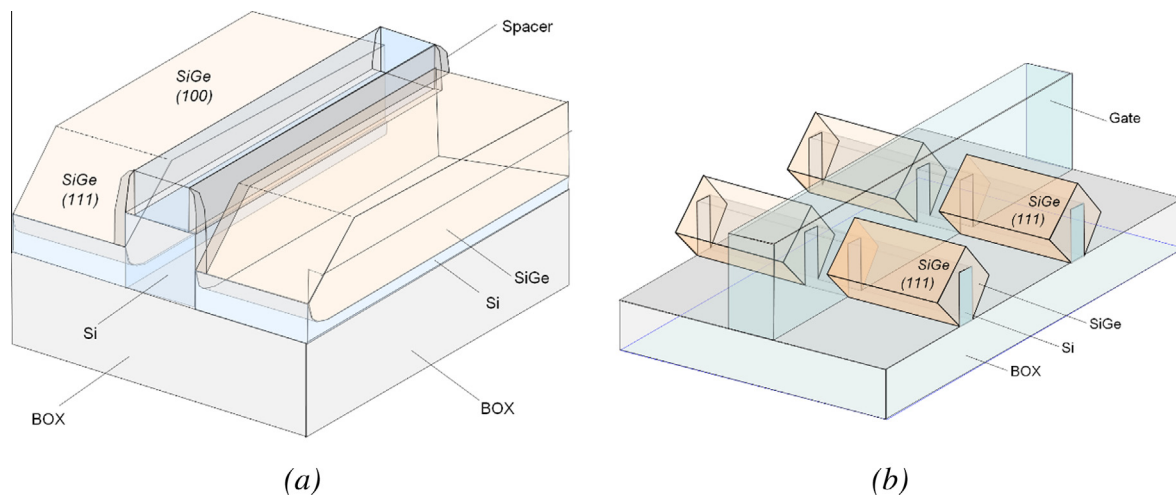 Spacer
SiGe
(100)
SiGe
(111)
SiGe
Si
Si
BOX
BOX
(a)
Gate
SiGe
(111)
SiGe
(111)
SiGe
Si
BOX
(b)